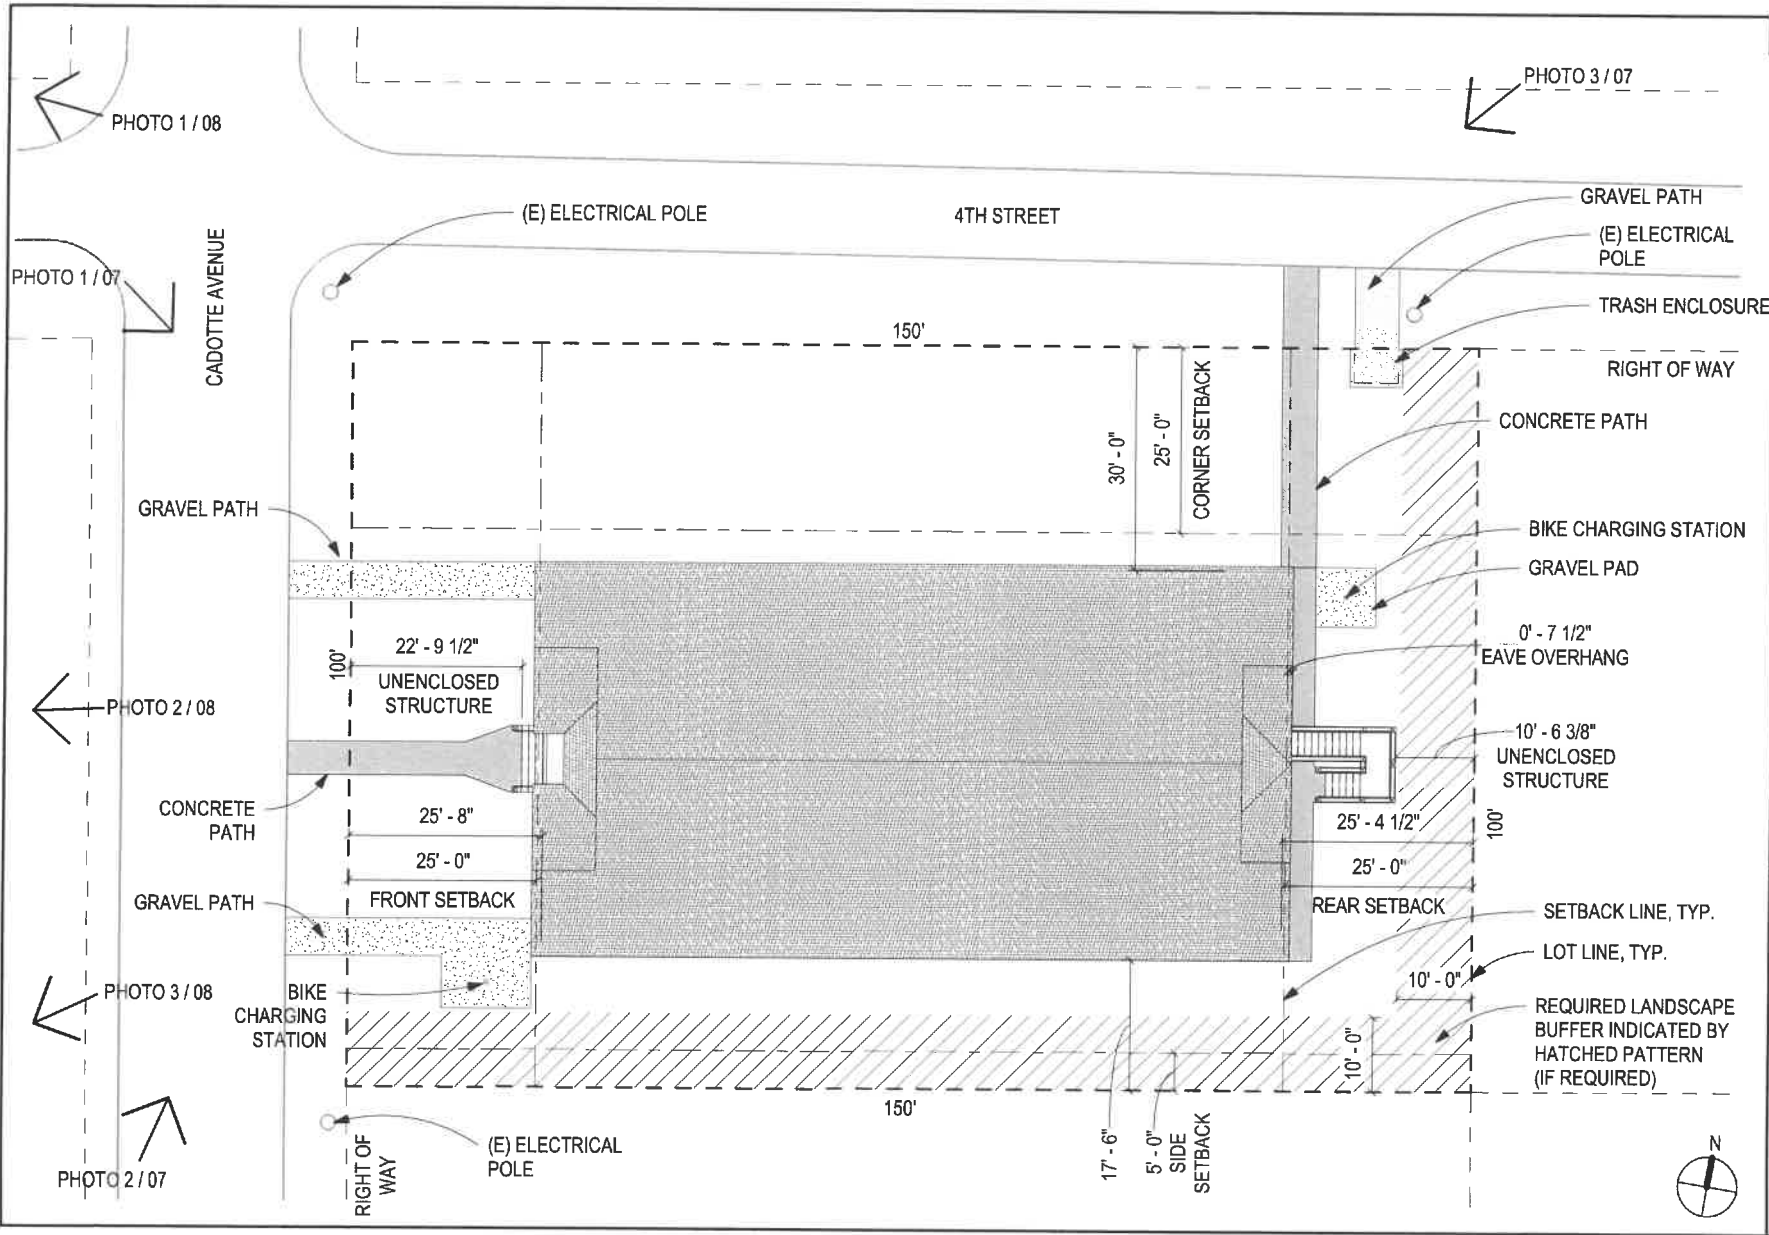 PHOTO 3 / 07
PHOTO 1 / 08
GRAVEL PATH
(E) ELECTRICAL POLE
4TH STREET
(E) ELECTRICAL
POLE
CADOTTE AVENUE
PHOTO 1 / 07
TRASH ENCLOSURE
150'
RIGHT OF WAY
30' - 0"
25' - 0"
CORNER SETBACK
CONCRETE PATH
GRAVEL PATH
BIKE CHARGING STATION
GRAVEL PAD
22' - 9 1/2"
UNENCLOSED
STRUCTURE
100'
0' - 7 1/2"
EAVE OVERHANG
PHOTO 2 / 08
10' - 6 3/8"
UNENCLOSED
STRUCTURE
CONCRETE
PATH
25' - 8"
25' - 4 1/2"
100'
25' - 0"
FRONT SETBACK
25' - 0"
REAR SETBACK
GRAVEL PATH
SETBACK LINE, TYP.
LOT LINE, TYP.
10' - 0"
PHOTO 3 / 08
BIKE
CHARGING
STATION
REQUIRED LANDSCAPE
BUFFER INDICATED BY
HATCHED PATTERN
(IF REQUIRED)
10' - 0"
150'
17' - 6"
5' - 0"
SIDE
SETBACK
(E) ELECTRICAL
POLE
RIGHT OF
WAY
PHOTO 2 / 07
N